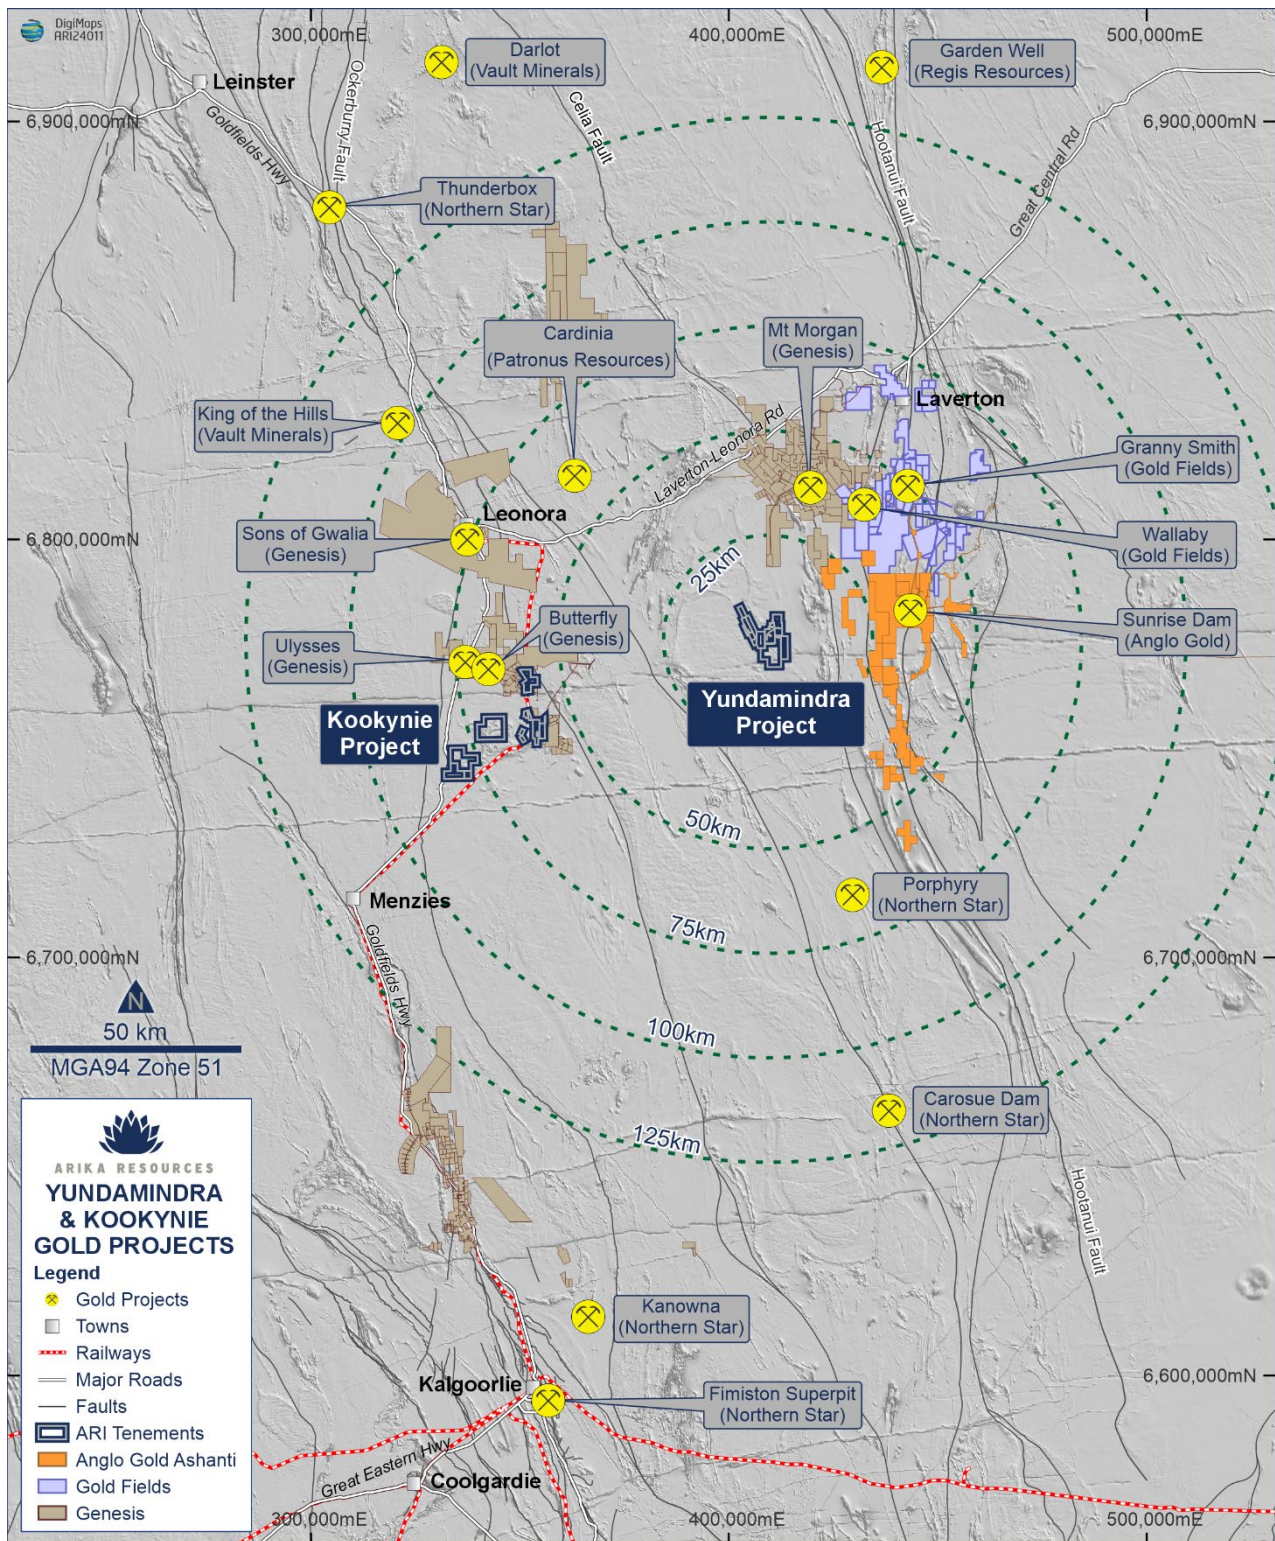 DigiMaps
ARI24011
300,000mE
400,000mE
500,000mE
Darlot
(Vault Minerals)
Garden Well
(Regis Resources)
Leinster
Goldfields Hwy
Ockerburry Fault
Celia Fault
Hootanui Fault
Great Central Rd
6,900,000mN
6,900,000mN
Thunderbox
(Northern Star)
Cardinia
(Patronus Resources)
Mt Morgan
(Genesis)
King of the Hills
(Vault Minerals)
Laverton
Laverton-Leonora Rd
Granny Smith
(Gold Fields)
Leonora
Sons of Gwalia
(Genesis)
Wallaby
(Gold Fields)
6,800,000mN
25km
Butterfly
(Genesis)
Sunrise Dam
(Anglo Gold)
Ulysses
(Genesis)
Kookynie
Project
Yundamindra
Project
50km
Menzies
Porphyry
(Northern Star)
75km
Goldfields Hwy
6,700,000mN
6,700,000mN
N
50 km
MGA94 Zone 51
100km
Carosue Dam
(Northern Star)
125km
Hootanui Fault
ARIKA RESOURCES
YUNDAMINDRA
& KOOKYNIE
GOLD PROJECTS
Legend
Gold Projects
Towns
Railways
Major Roads
Faults
ARI Tenements
Anglo Gold Ashanti
Gold Fields
Genesis
Kanowna
(Northern Star)
Kalgoorlie
Fimiston Superpit
(Northern Star)
6,600,000mN
Great Eastern Hwy
Coolgardie
300,000mE
400,000mE
500,000mE